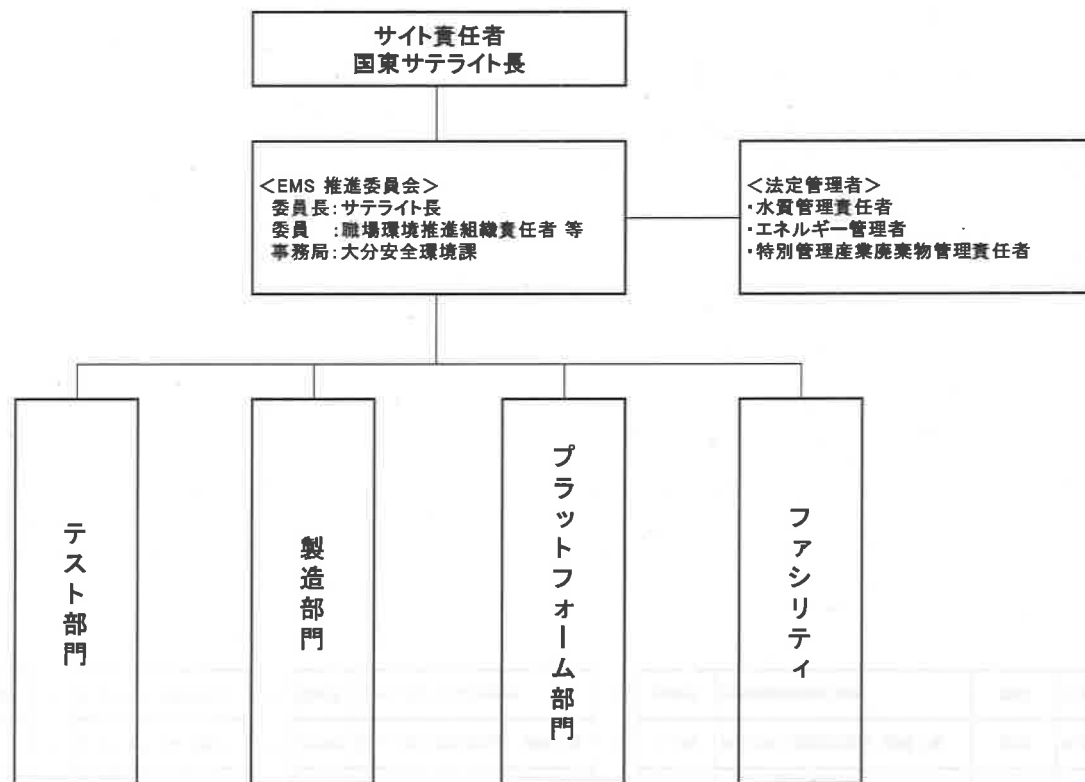 サイト責任者
国東サテライト長
＜EMS 推進委員会＞
委員長：サテライト長
委員　：職場環境推進組織責任者 等
事務局：大分安全環境課
＜法定管理者＞
・水質管理責任者
・エネルギー管理者
・特別管理産業廃棄物管理責任者
テスト部門
製造部門
プラットフォーム部門
ファシリティ